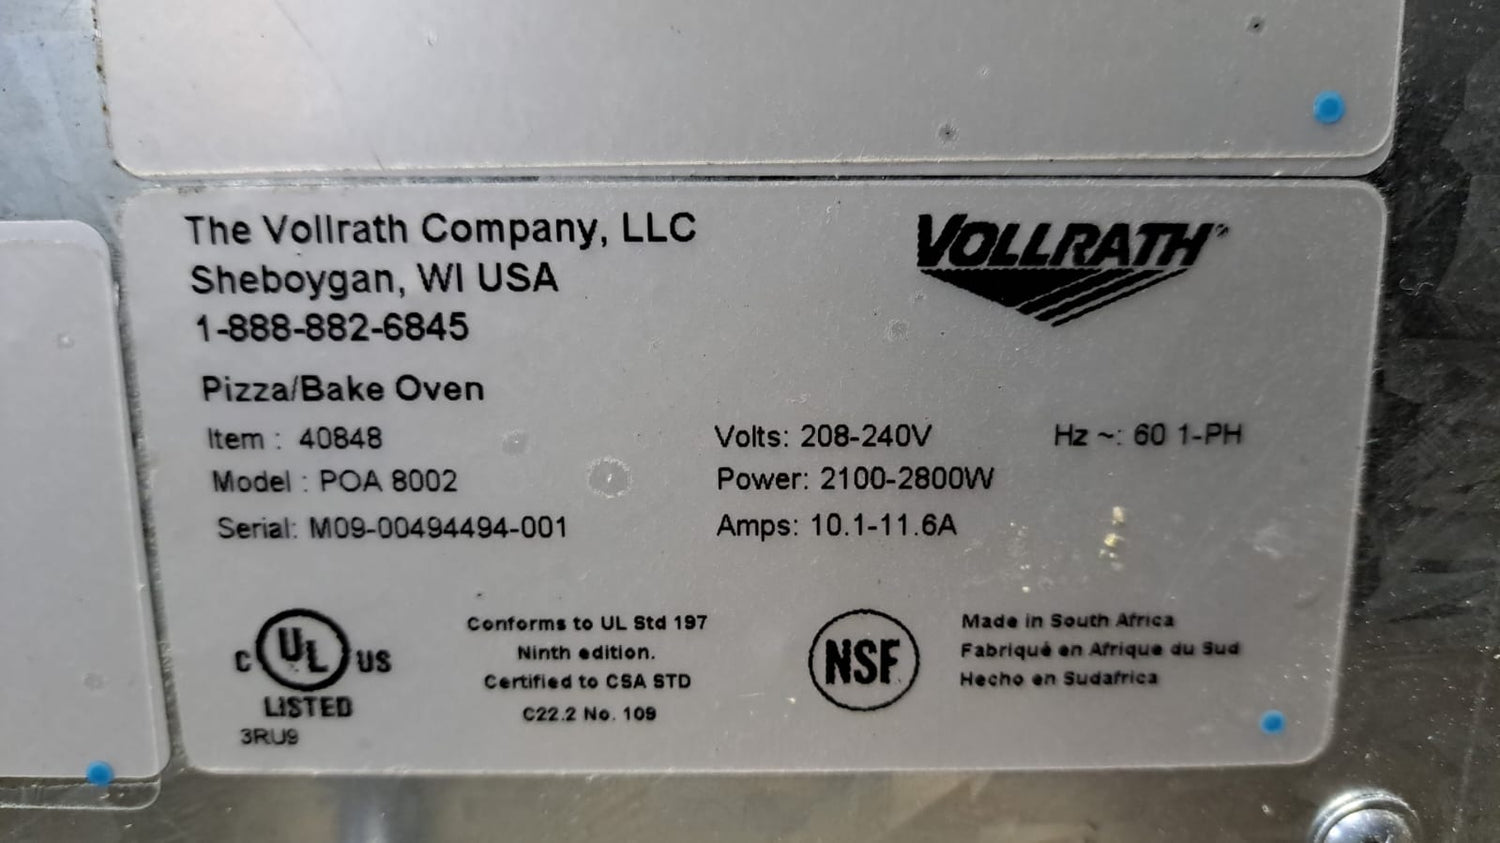 The Vollrath Company, LLC
Sheboygan, WI USA
1-888-882-6845
VOLLRATH®
Pizza/Bake Oven
Item : 40848
Model : POA 8002
Serial: M09-00494494-001
Volts: 208-240V
Hz ~: 60 1-PH
Power: 2100-2800W
Amps: 10.1-11.6A
C UL US
LISTED
3RU9
Conforms to UL Std 197
Ninth edition.
Certified to CSA STD
C22.2 No. 109
NSF
Made in South Africa
Fabriqué en Afrique du Sud
Hecho en Sudafrica